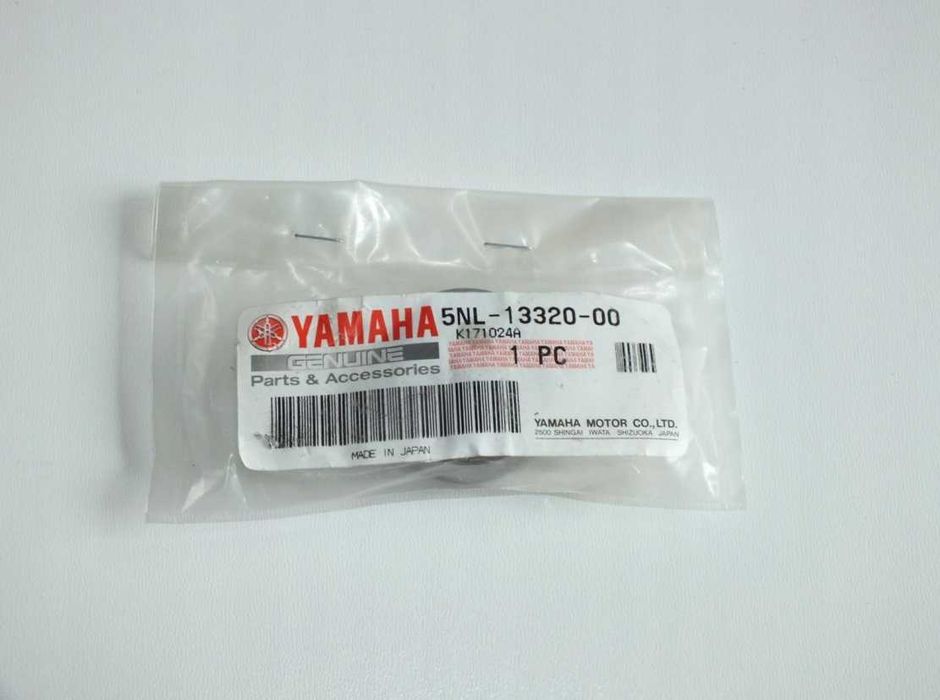 YAMAHA 5NL-13320-00
K171024A
GENUINE
1 PC
Parts & Accessories
YAMAHA MOTOR CO.,LTD.
2500 SHINGAI IWATA SHIZUOKA JAPAN
MADE IN JAPAN